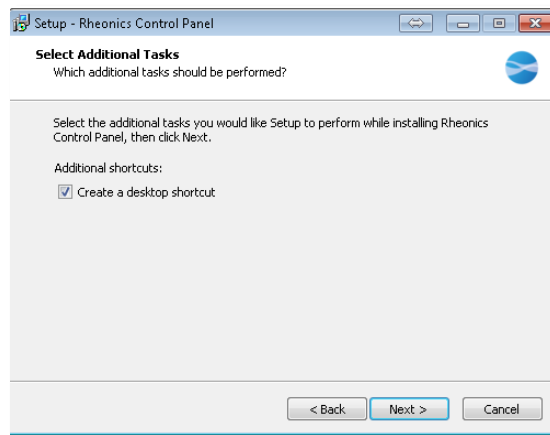 Setup - Rheonics Control Panel
Select Additional Tasks
Which additional tasks should be performed?
Select the additional tasks you would like Setup to perform while installing Rheonics
Control Panel, then click Next.
Additional shortcuts:
Create a desktop shortcut
< Back Next > Cancel